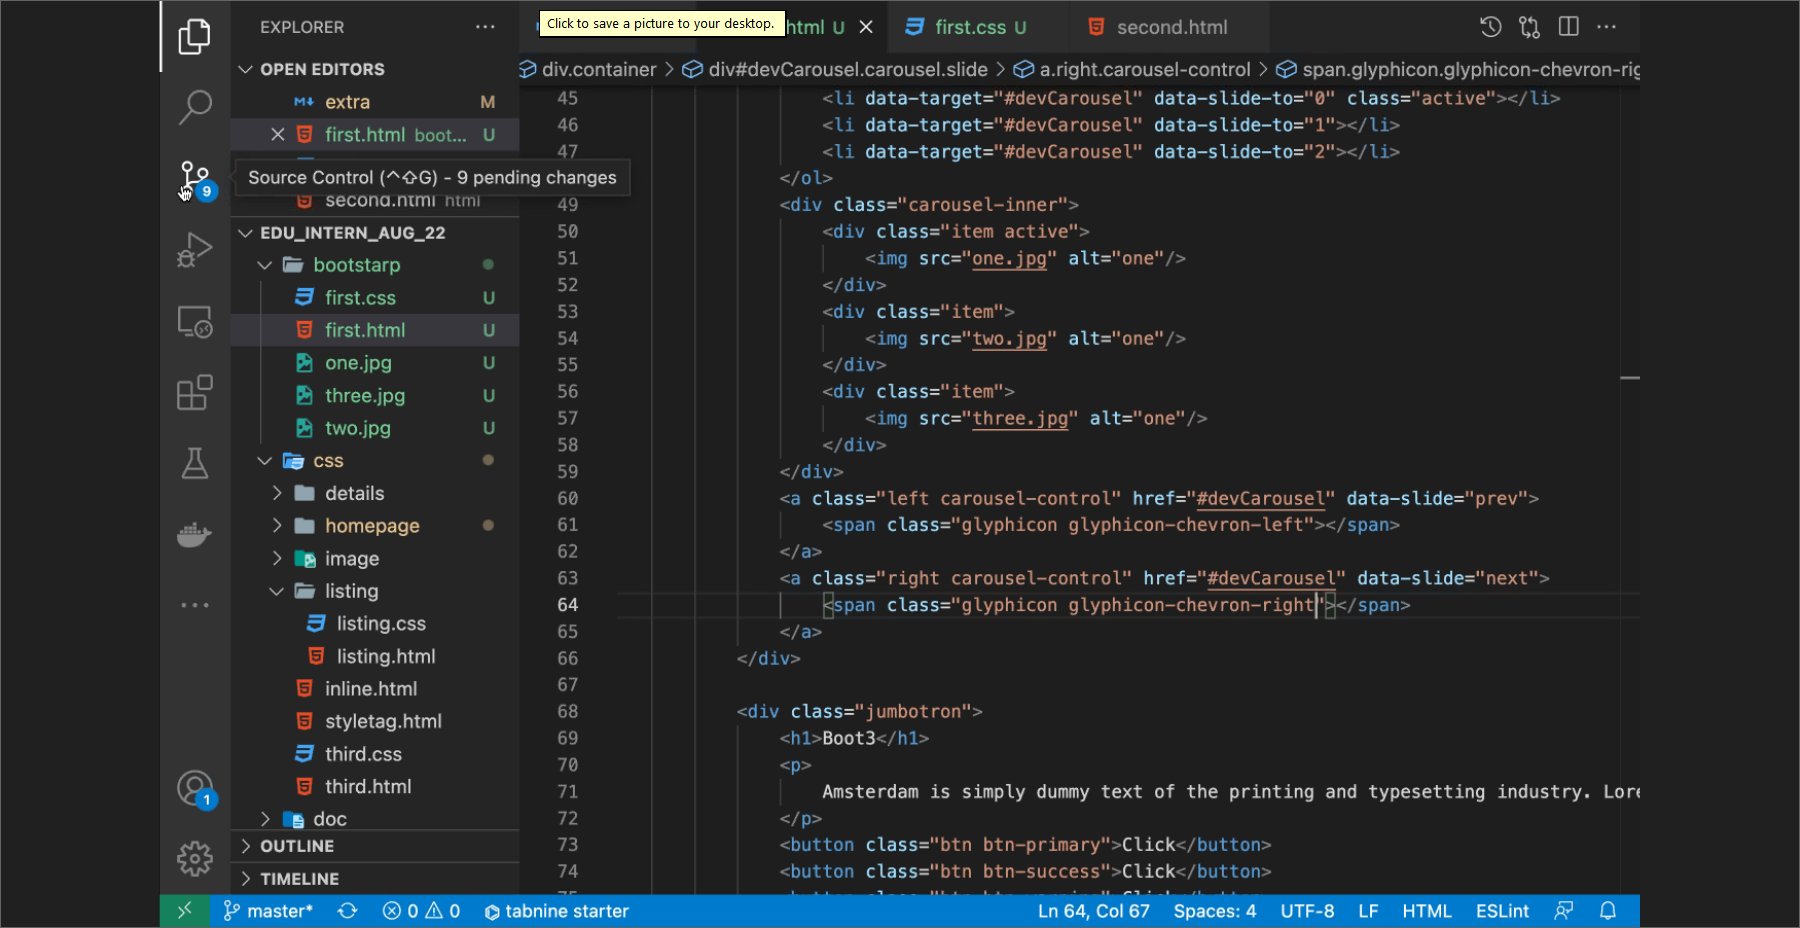 EXPLORER
OPEN EDITORS
extra M
first.html boot... U
Source Control (^⇧G) - 9 pending changes
9
second.html html
EDU_INTERN_AUG_22
bootstarp
first.css U
first.html U
one.jpg U
three.jpg U
two.jpg U
css
details
homepage
image
listing
listing.css
listing.html
inline.html
styletag.html
third.css
third.html
doc
1
OUTLINE
TIMELINE
Click to save a picture to your desktop.
html U
first.css U
second.html
div.container > div#devCarousel.carousel.slide > a.right.carousel-control > span.glyphicon.glyphicon-chevron-rig
45 <li data-target="#devCarousel" data-slide-to="0" class="active"></li>
46 <li data-target="#devCarousel" data-slide-to="1"></li>
47 <li data-target="#devCarousel" data-slide-to="2"></li>
</ol>
49 <div class="carousel-inner">
50 <div class="item active">
51 <img src="one.jpg" alt="one"/>
52 </div>
53 <div class="item">
54 <img src="two.jpg" alt="one"/>
55 </div>
56 <div class="item">
57 <img src="three.jpg" alt="one"/>
58 </div>
59 </div>
60 <a class="left carousel-control" href="#devCarousel" data-slide="prev">
61 <span class="glyphicon glyphicon-chevron-left"></span>
62 </a>
63 <a class="right carousel-control" href="#devCarousel" data-slide="next">
64 <span class="glyphicon glyphicon-chevron-right"></span>
65 </a>
66 </div>
67
68 <div class="jumbotron">
69 <h1>Boot3</h1>
70 <p>
71 Amsterdam is simply dummy text of the printing and typesetting industry. Lore
72 </p>
73 <button class="btn btn-primary">Click</button>
74 <button class="btn btn-success">Click</button>
master* 0 0 tabnine starter
Ln 64, Col 67 Spaces: 4 UTF-8 LF HTML ESLint